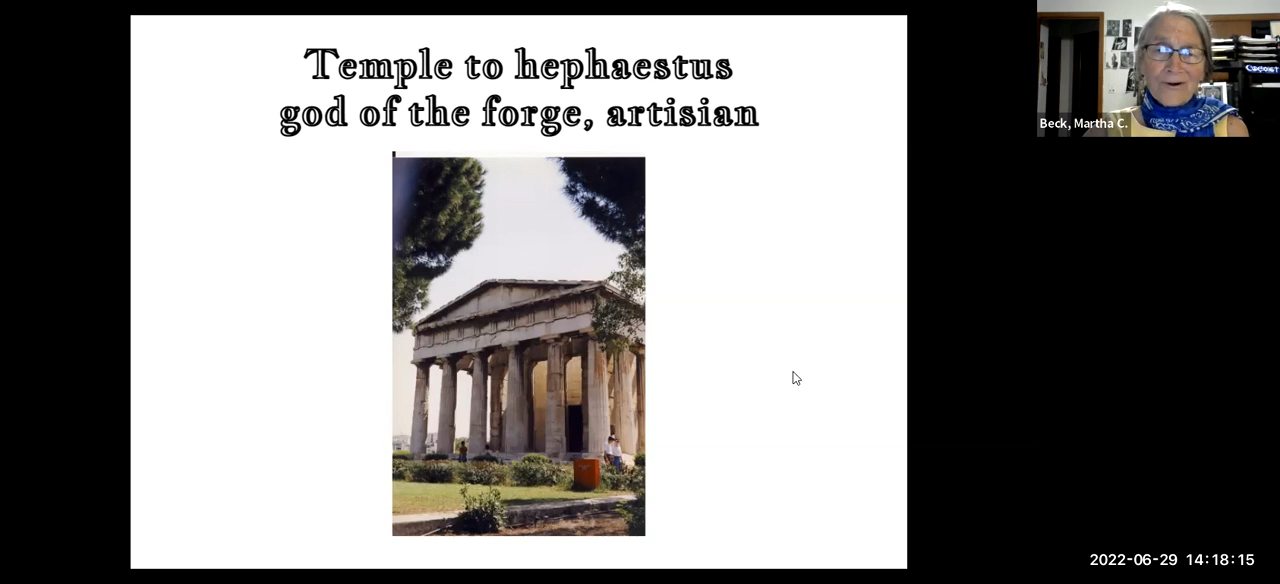 Temple to hephaestus
god of the forge, artisian
Beck, Martha C.
2022-06-29 14:18:15